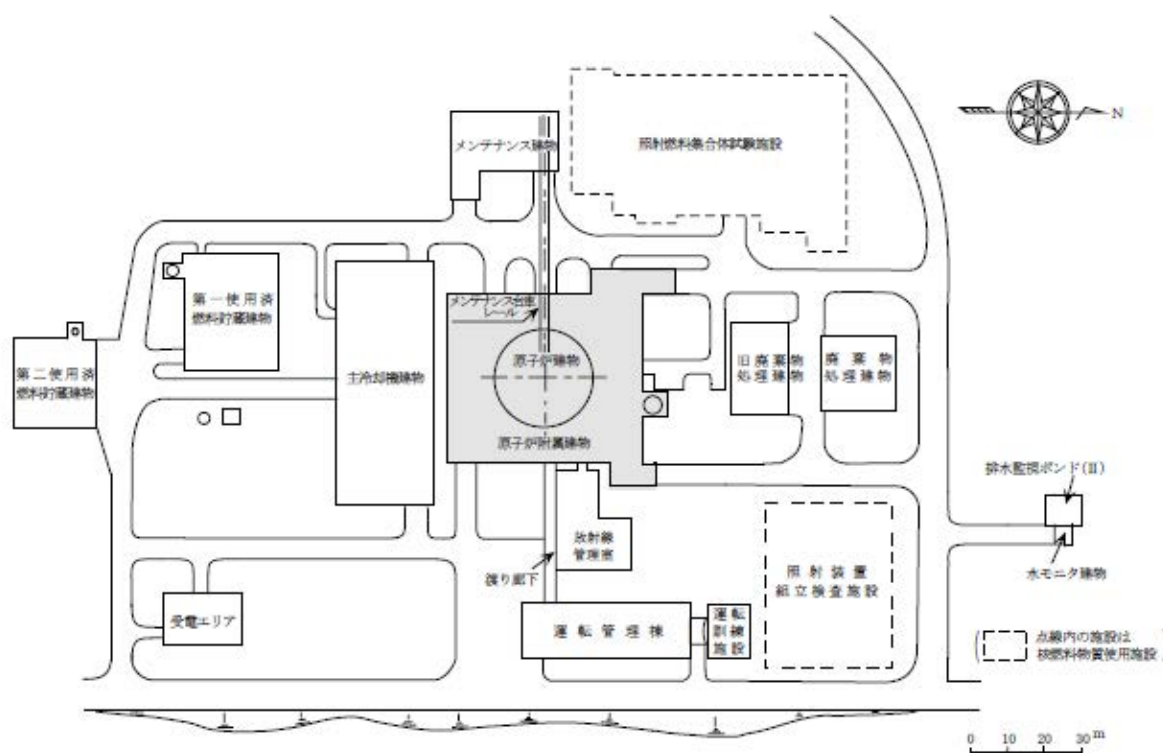 メンテナンス建物
照射燃料集合体試験施設
N
第一使用済
燃料貯蔵建物
メンテナンス台車
レール
原子炉建物
旧廃棄物
処理建物
廃棄物
処理建物
第二使用済
燃料貯蔵建物
主冷却機建物
原子炉附属建物
排水監視ポンド(Ⅱ)
放射線
管理室
渡り廊下
照射装置
組立検査施設
水モニタ建物
受電エリア
運転管理棟
運転
訓練
施設
点線内の施設は
核燃料物質使用施設
0 10 20 30 m